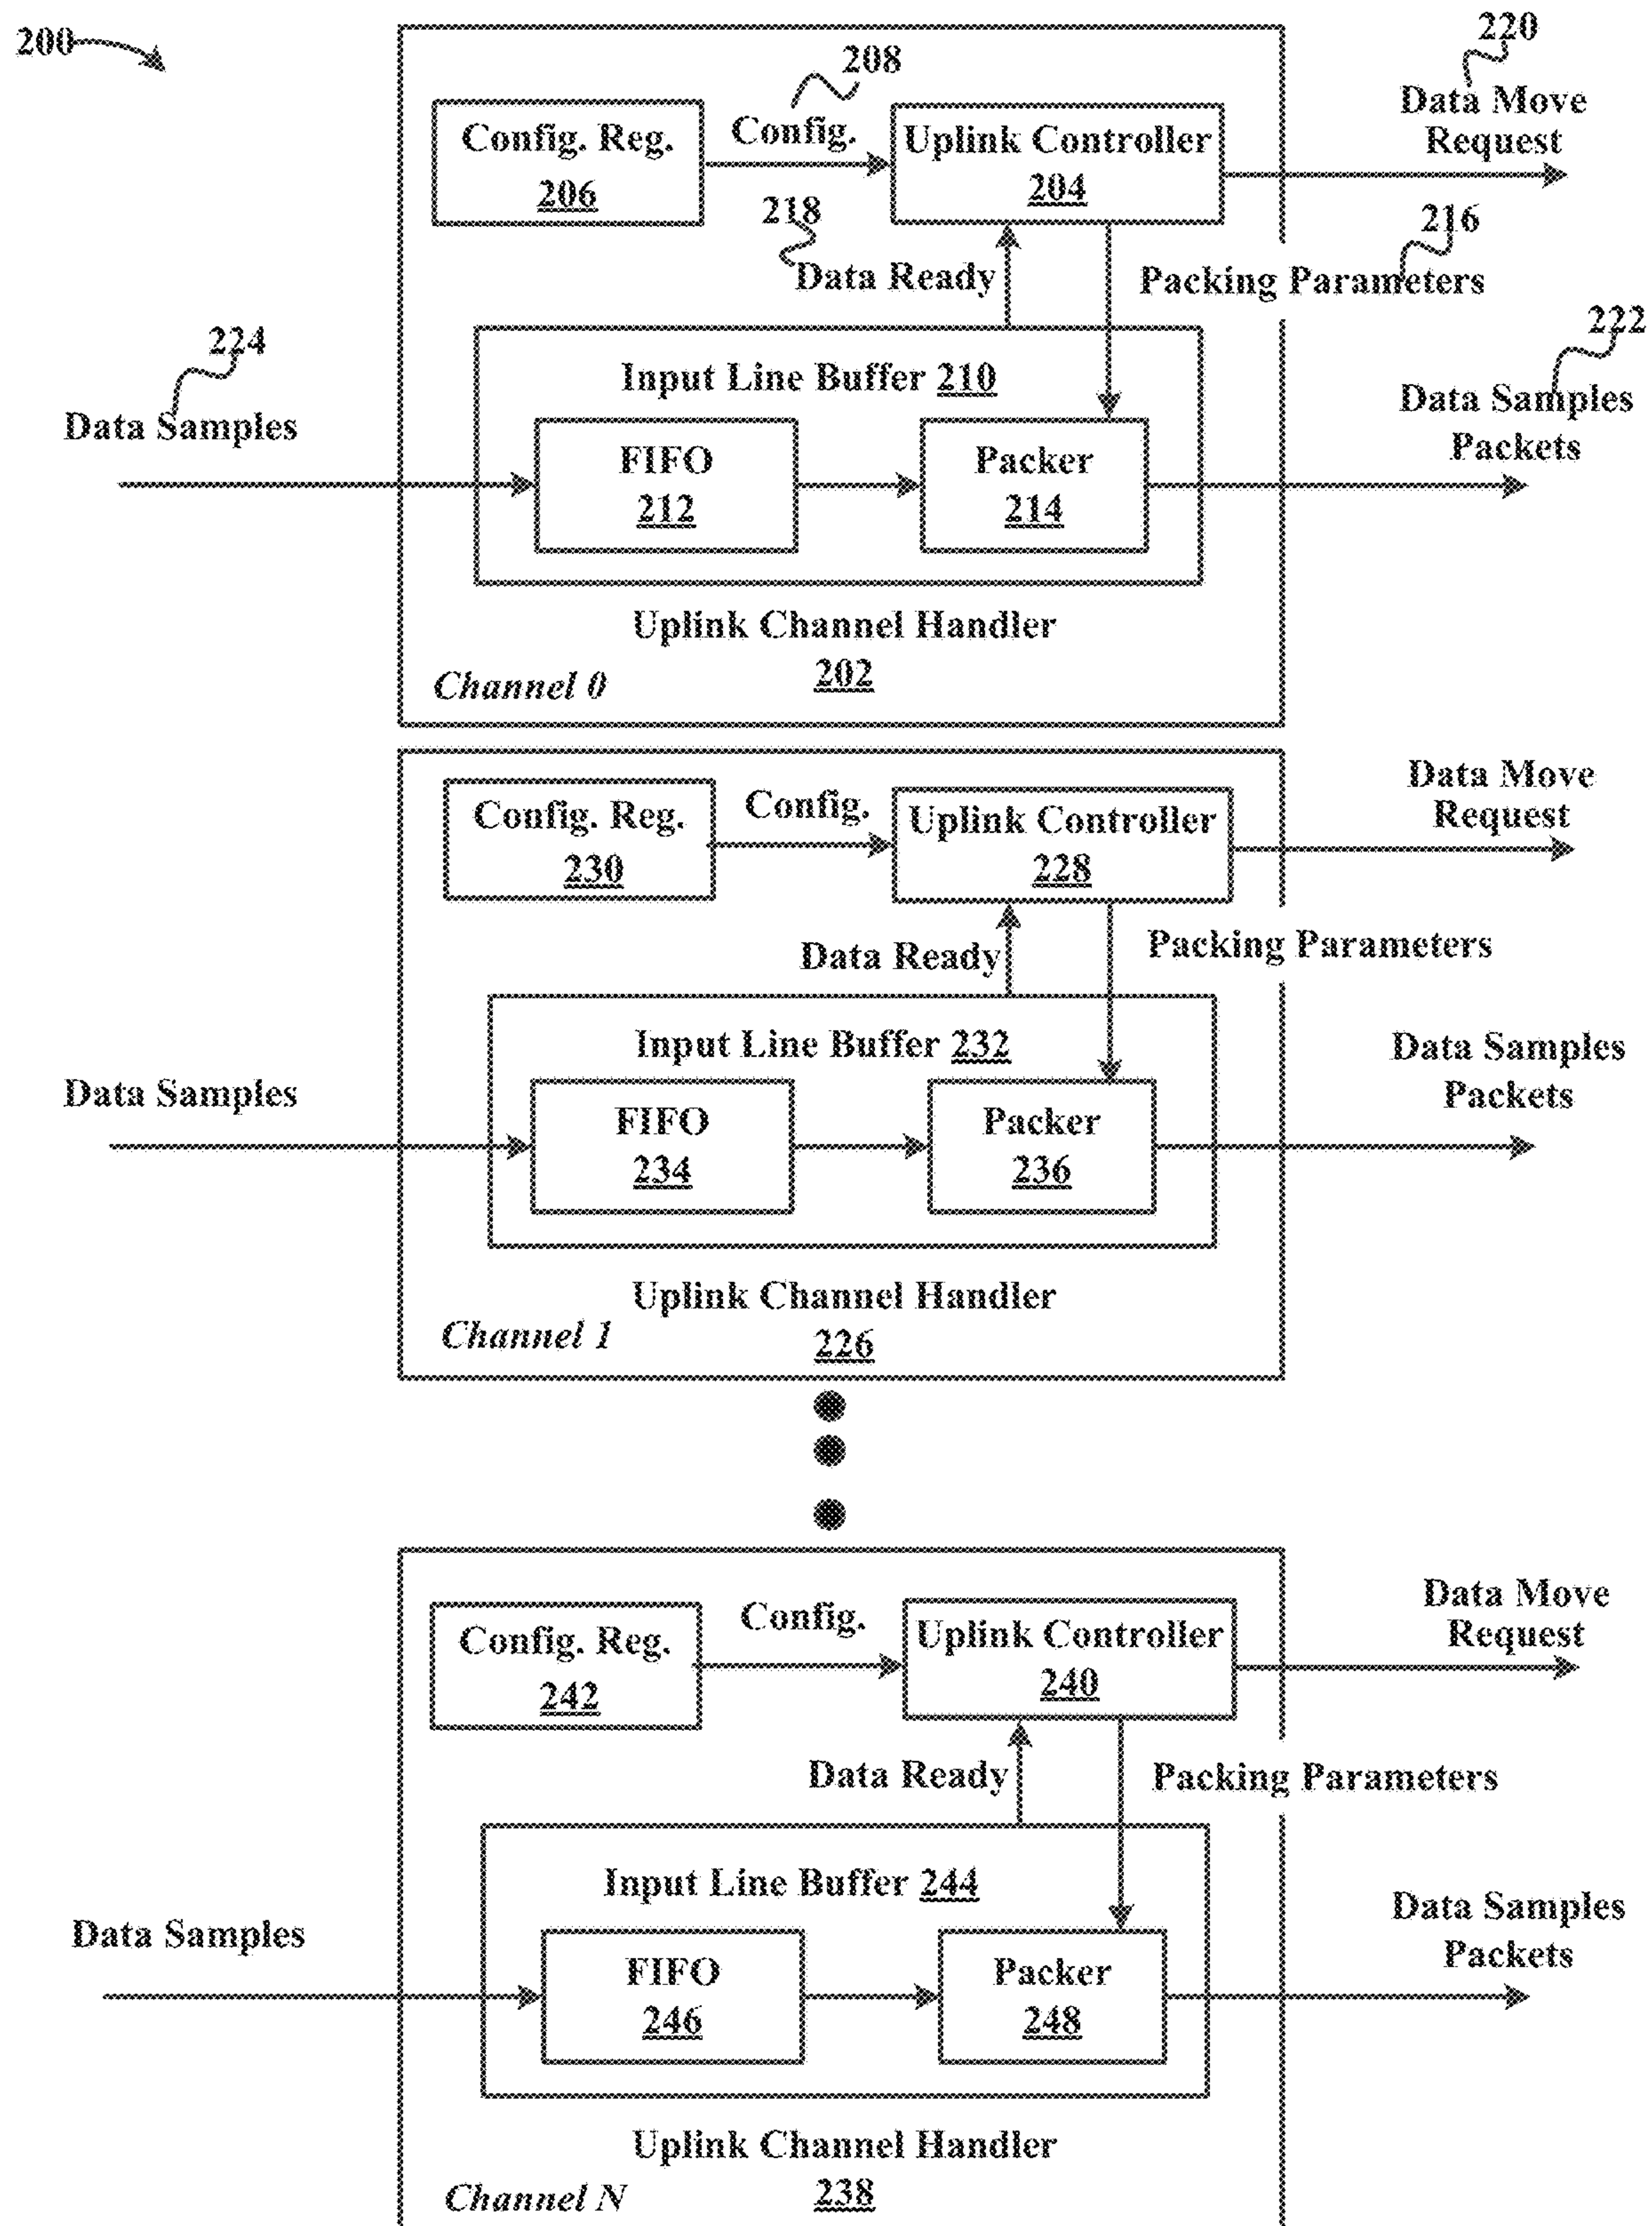 200
208
220
Data Move
Request
Config. Reg.
206
Config.
Uplink Controller
204
218
216
Data Ready
Packing Parameters
224
222
Input Line Buffer 210
Data Samples
Data Samples
Packets
FIFO
212
Packer
214
Uplink Channel Handler
202
Channel 0
Data Move
Request
Config. Reg.
230
Config.
Uplink Controller
228
Data Ready
Packing Parameters
Input Line Buffer 232
Data Samples
Data Samples
Packets
FIFO
234
Packer
236
Uplink Channel Handler
226
Channel 1
Data Move
Request
Config. Reg.
242
Config.
Uplink Controller
240
Data Ready
Packing Parameters
Input Line Buffer 244
Data Samples
Data Samples
Packets
FIFO
246
Packer
248
Uplink Channel Handler
238
Channel N